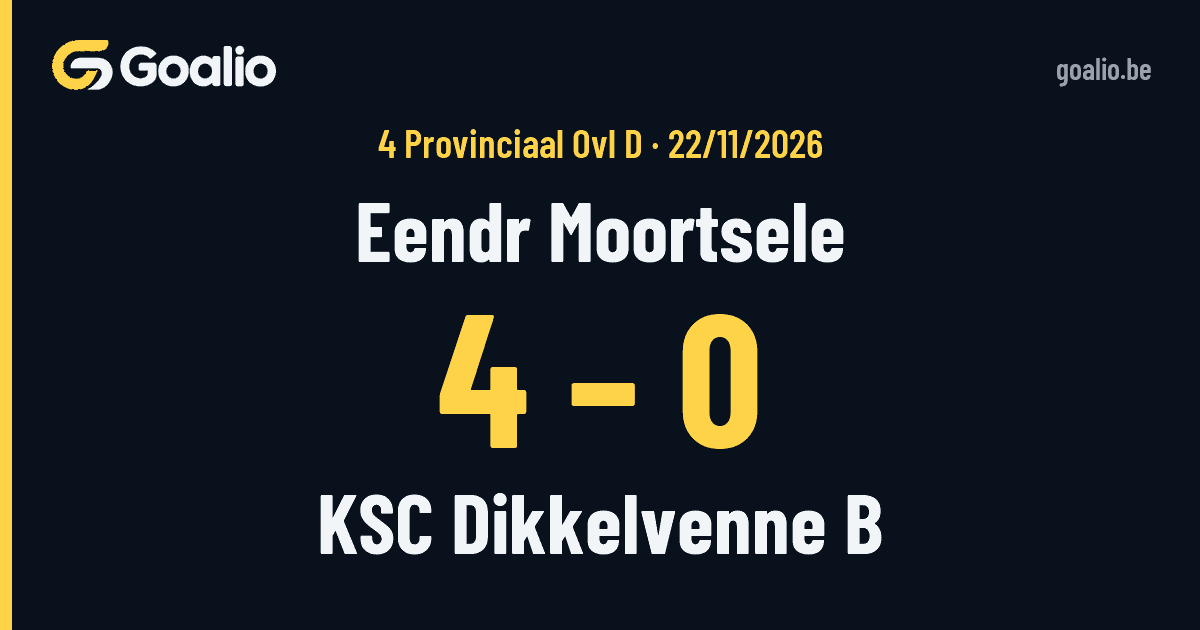 Goalio
goalio.be
4 Provinciaal Ovl D · 22/11/2026
Eendr Moortsele
4 – 0
KSC Dikkelvenne B